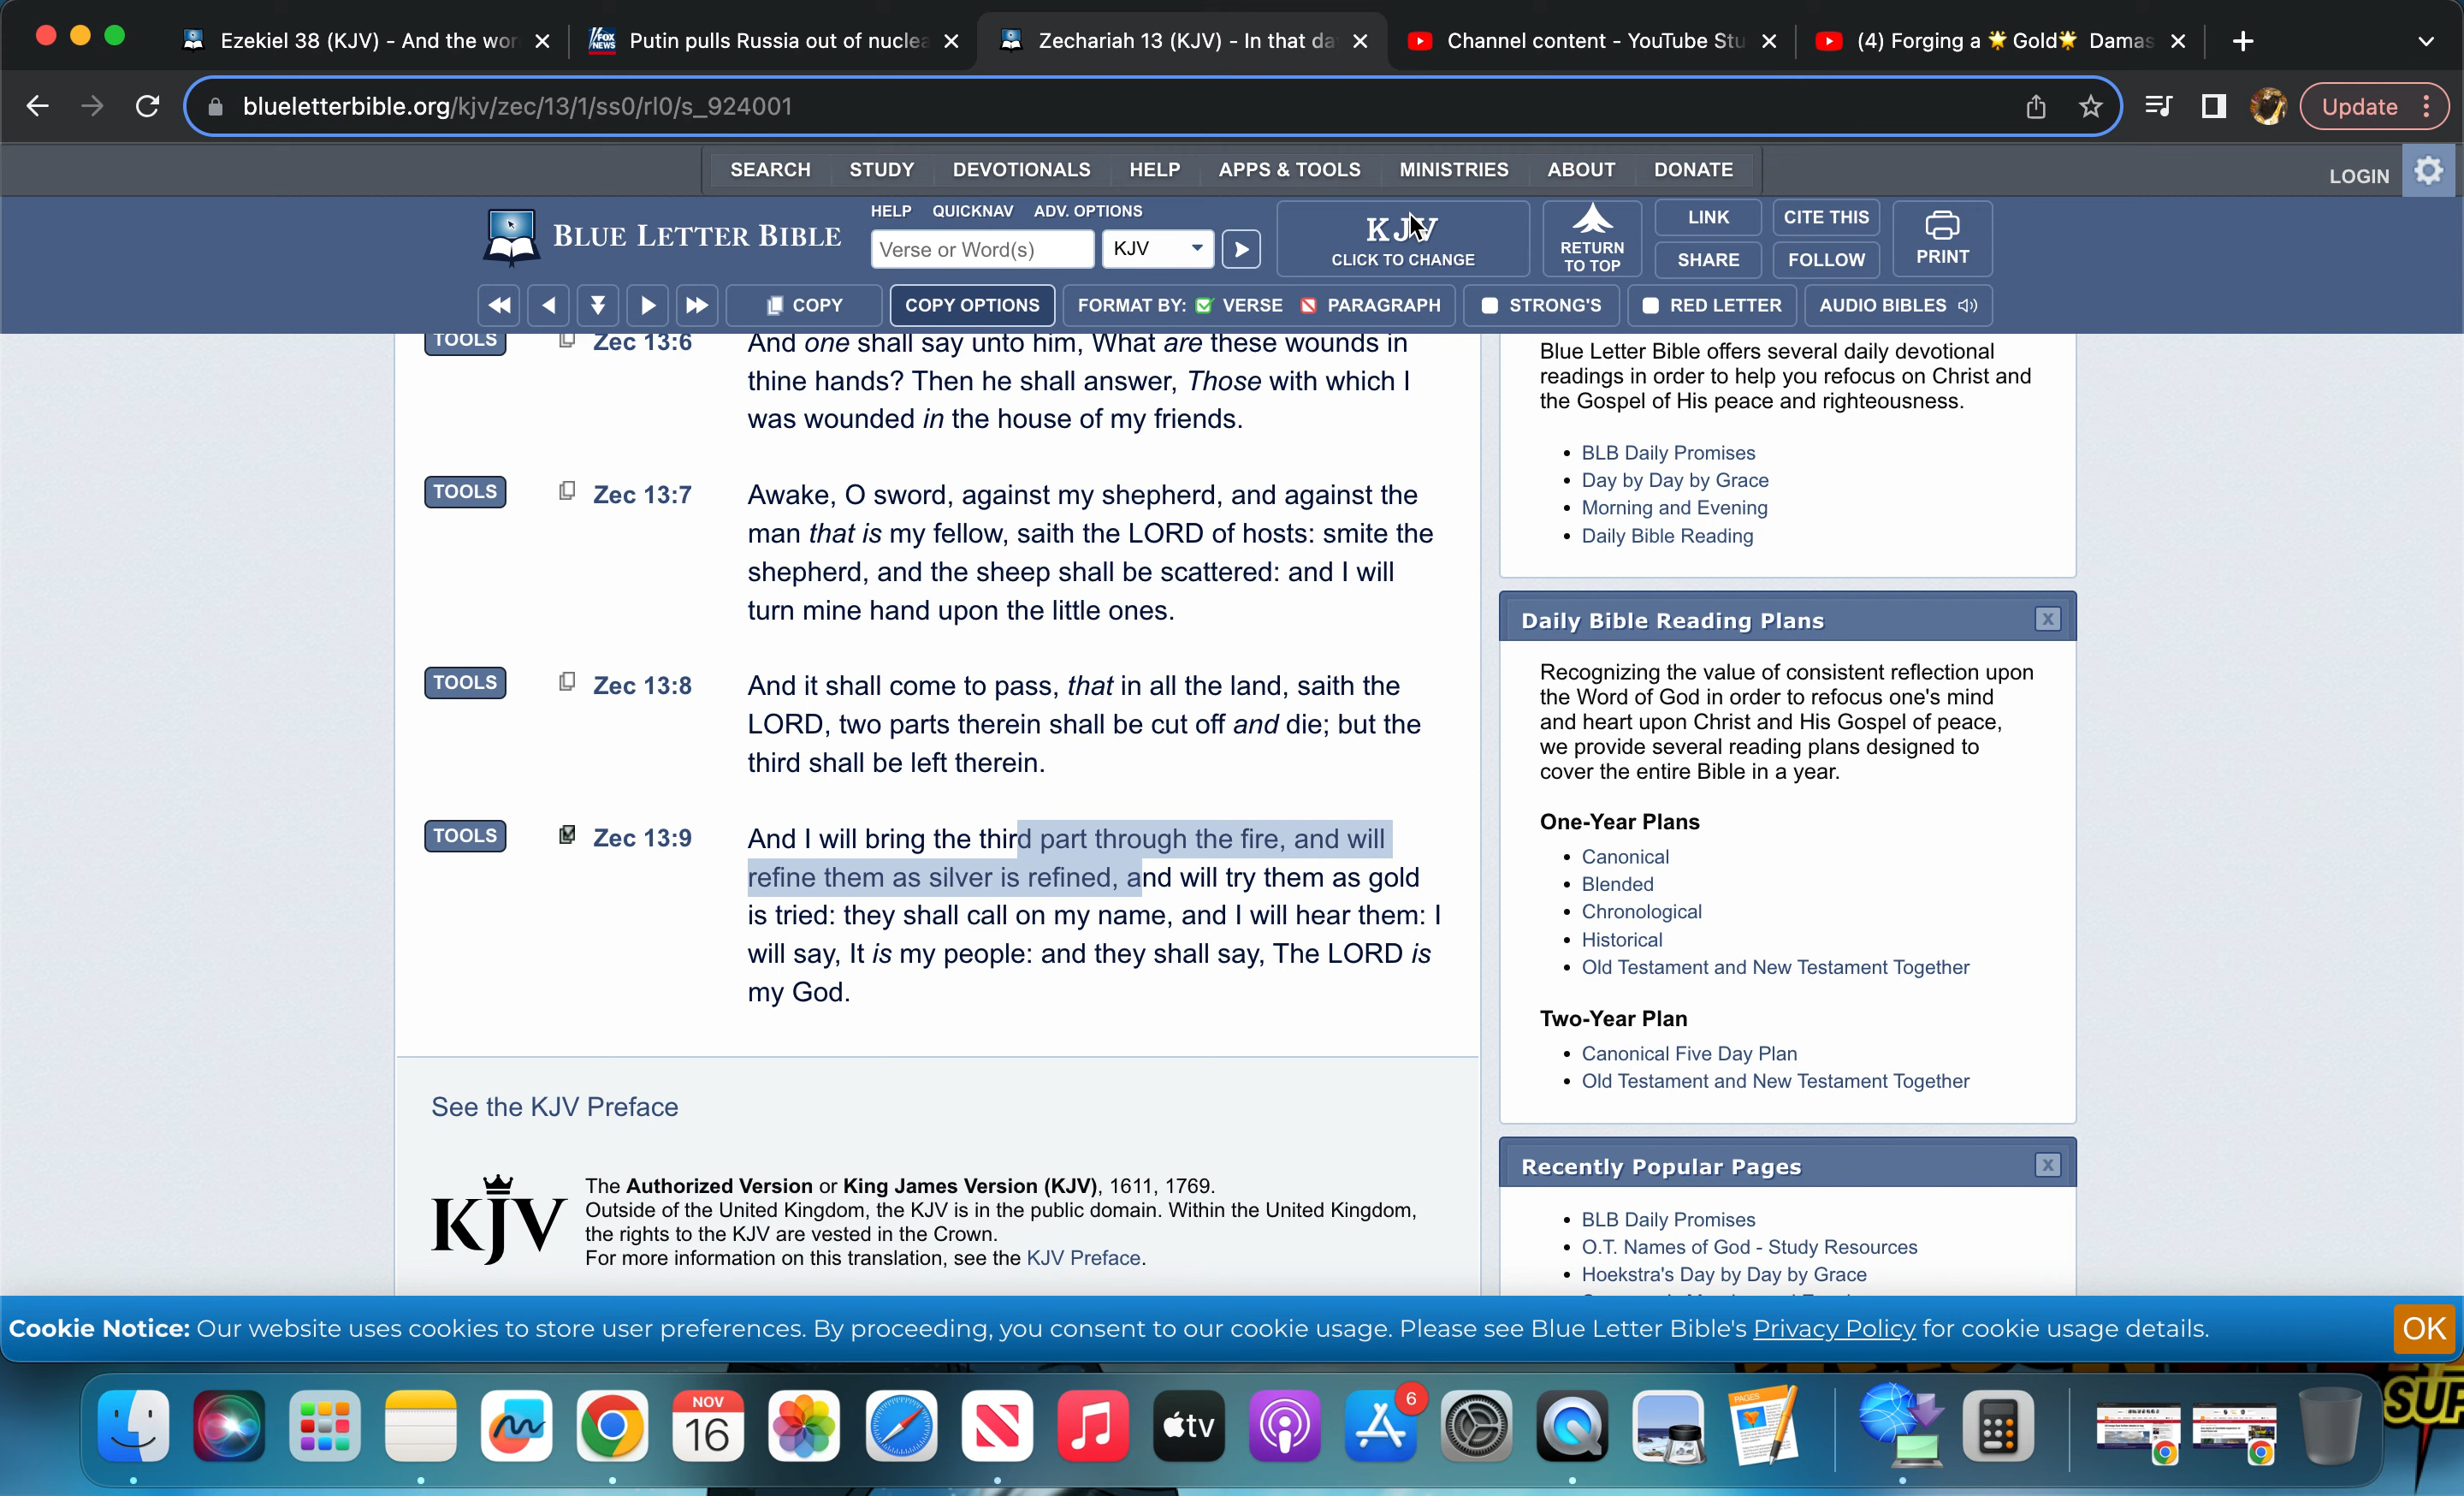 Ezekiel 38 (KJV) - And the wor
Putin pulls Russia out of nuclea
Zechariah 13 (KJV) - In that da
Channel content - YouTube Stu
(4) Forging a 🌟 Gold🌟 Damas
blueletterbible.org/kjv/zec/13/1/ss0/rl0/s_924001
Update
SEARCH STUDY DEVOTIONALS HELP APPS & TOOLS MINISTRIES ABOUT DONATE
LOGIN
BLUE LETTER BIBLE
HELP QUICKNAV ADV. OPTIONS
Verse or Word(s)
KJV
KJV
CLICK TO CHANGE
RETURN
TO TOP
LINK CITE THIS
SHARE FOLLOW
PRINT
COPY COPY OPTIONS FORMAT BY: VERSE PARAGRAPH STRONG'S RED LETTER AUDIO BIBLES
TOOLS Zec 13:6 And one shall say unto him, What are these wounds in
thine hands? Then he shall answer, Those with which I
was wounded in the house of my friends.
TOOLS Zec 13:7 Awake, O sword, against my shepherd, and against the
man that is my fellow, saith the LORD of hosts: smite the
shepherd, and the sheep shall be scattered: and I will
turn mine hand upon the little ones.
TOOLS Zec 13:8 And it shall come to pass, that in all the land, saith the
LORD, two parts therein shall be cut off and die; but the
third shall be left therein.
TOOLS Zec 13:9 And I will bring the third part through the fire, and will
refine them as silver is refined, and will try them as gold
is tried: they shall call on my name, and I will hear them: I
will say, It is my people: and they shall say, The LORD is
my God.
See the KJV Preface
KJV
The Authorized Version or King James Version (KJV), 1611, 1769.
Outside of the United Kingdom, the KJV is in the public domain. Within the United Kingdom,
the rights to the KJV are vested in the Crown.
For more information on this translation, see the KJV Preface.
Blue Letter Bible offers several daily devotional
readings in order to help you refocus on Christ and
the Gospel of His peace and righteousness.
• BLB Daily Promises
• Day by Day by Grace
• Morning and Evening
• Daily Bible Reading
Daily Bible Reading Plans
x
Recognizing the value of consistent reflection upon
the Word of God in order to refocus one's mind
and heart upon Christ and His Gospel of peace,
we provide several reading plans designed to
cover the entire Bible in a year.
One-Year Plans
• Canonical
• Blended
• Chronological
• Historical
• Old Testament and New Testament Together
Two-Year Plan
• Canonical Five Day Plan
• Old Testament and New Testament Together
Recently Popular Pages
x
• BLB Daily Promises
• O.T. Names of God - Study Resources
• Hoekstra's Day by Day by Grace
Cookie Notice: Our website uses cookies to store user preferences. By proceeding, you consent to our cookie usage. Please see Blue Letter Bible's Privacy Policy for cookie usage details.
OK
NOV
16
tv
6
PAGES
SUP